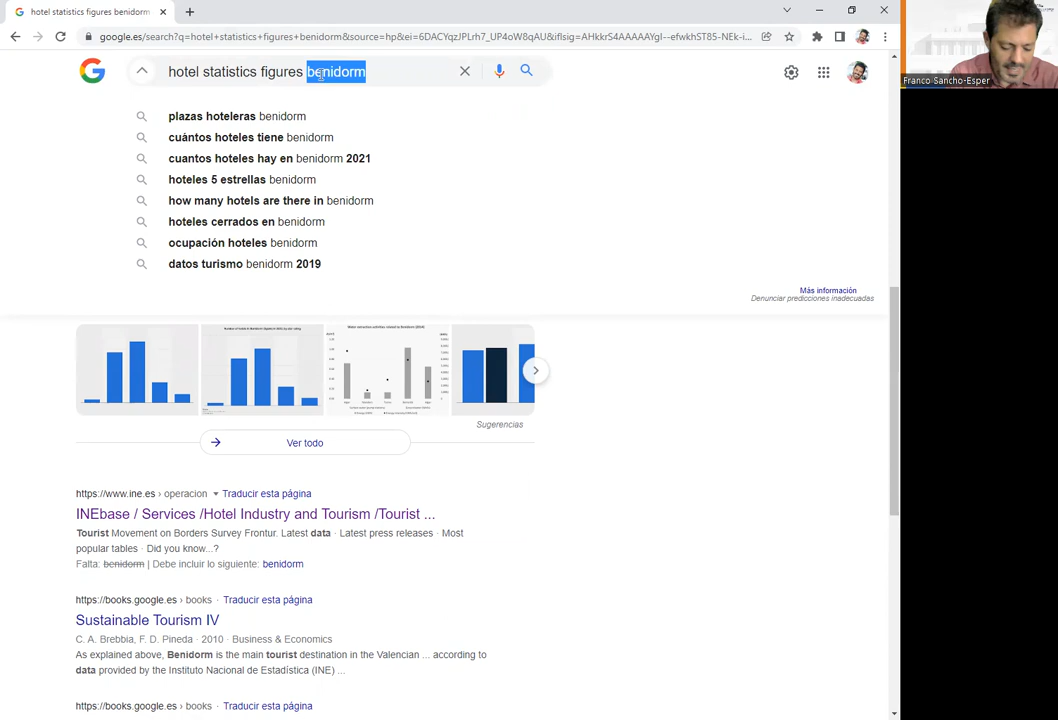 hotel statistics figures benidorm
google.es/search?q=hotel+statistics+figures+benidorm&source=hp&ei=6DACYqzJPLrh7_UP4oW8qAU&iflsig=AHkkrS4AAAAAYgI--efwkhST85-NEk-i...
Franco-Sancho-Esper
hotel statistics figures benidorm
plazas hoteleras benidorm
cuántos hoteles tiene benidorm
cuantos hoteles hay en benidorm 2021
hoteles 5 estrellas benidorm
how many hotels are there in benidorm
hoteles cerrados en benidorm
ocupación hoteles benidorm
datos turismo benidorm 2019
Más información
Denunciar predicciones inadecuadas
Sugerencias
Ver todo
https://www.ine.es › operacion Traducir esta página
INEbase / Services /Hotel Industry and Tourism /Tourist ...
Tourist Movement on Borders Survey Frontur. Latest data · Latest press releases · Most
popular tables · Did you know...?
Falta: benidorm | Debe incluir lo siguiente: benidorm
https://books.google.es › books · Traducir esta página
Sustainable Tourism IV
C. A. Brebbia, F. D. Pineda · 2010 · Business & Economics
As explained above, Benidorm is the main tourist destination in the Valencian ... according to
data provided by the Instituto Nacional de Estadística (INE) ...
https://books.google.es › books · Traducir esta página